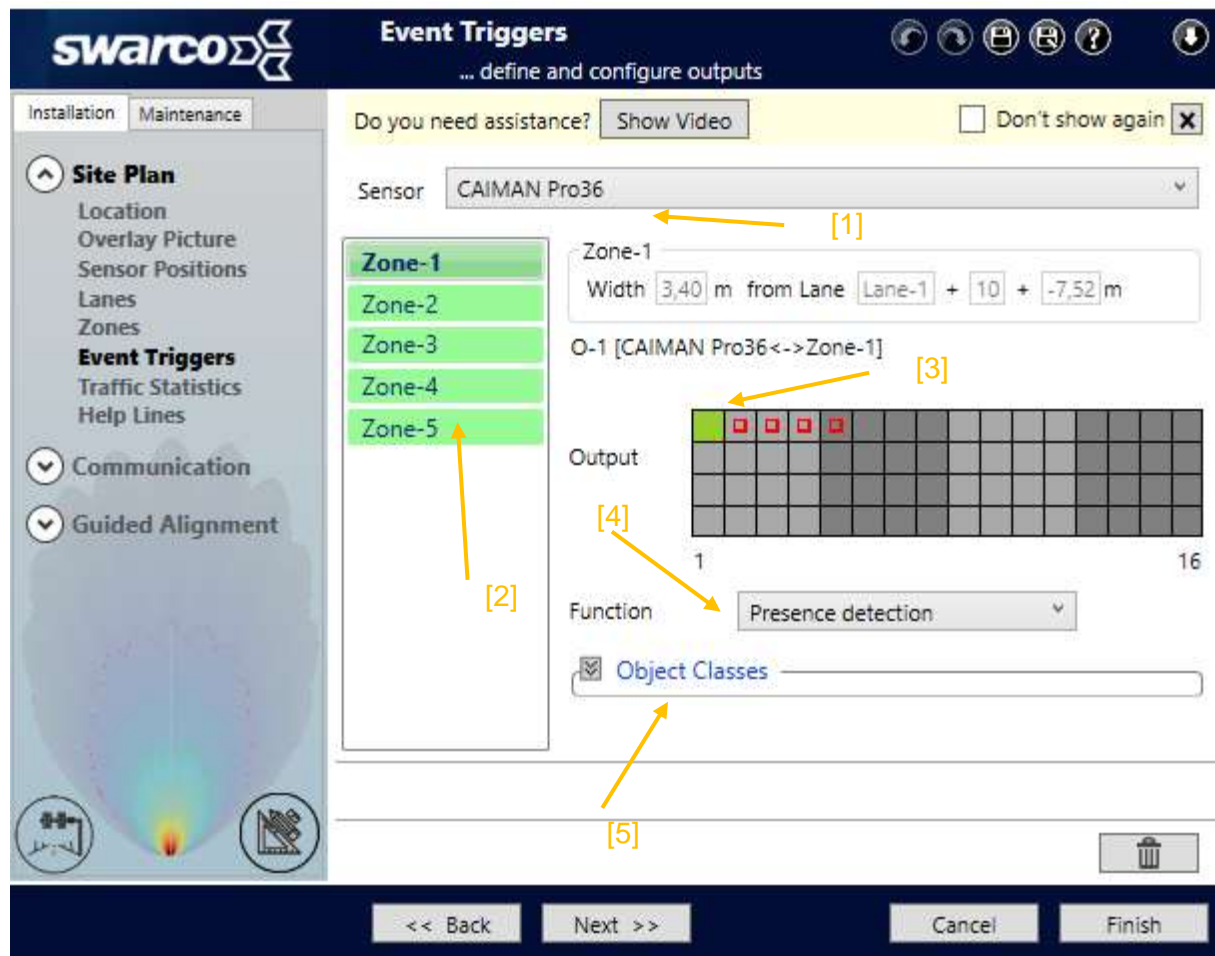 swarco
Event Triggers
... define and configure outputs
Installation
Maintenance
Do you need assistance?
Show Video
Don't show again
Site Plan
Location
Overlay Picture
Sensor Positions
Lanes
Zones
Event Triggers
Traffic Statistics
Help Lines
Communication
Guided Alignment
Sensor
CAIMAN Pro36
[1]
Zone-1
Zone-2
Zone-3
Zone-4
Zone-5
[2]
Zone-1
Width 3,40 m from Lane Lane-1 + 10 + -7,52 m
O-1 [CAIMAN Pro36<->Zone-1]
[3]
Output
1
16
[4]
Function
Presence detection
Object Classes
[5]
<< Back
Next >>
Cancel
Finish